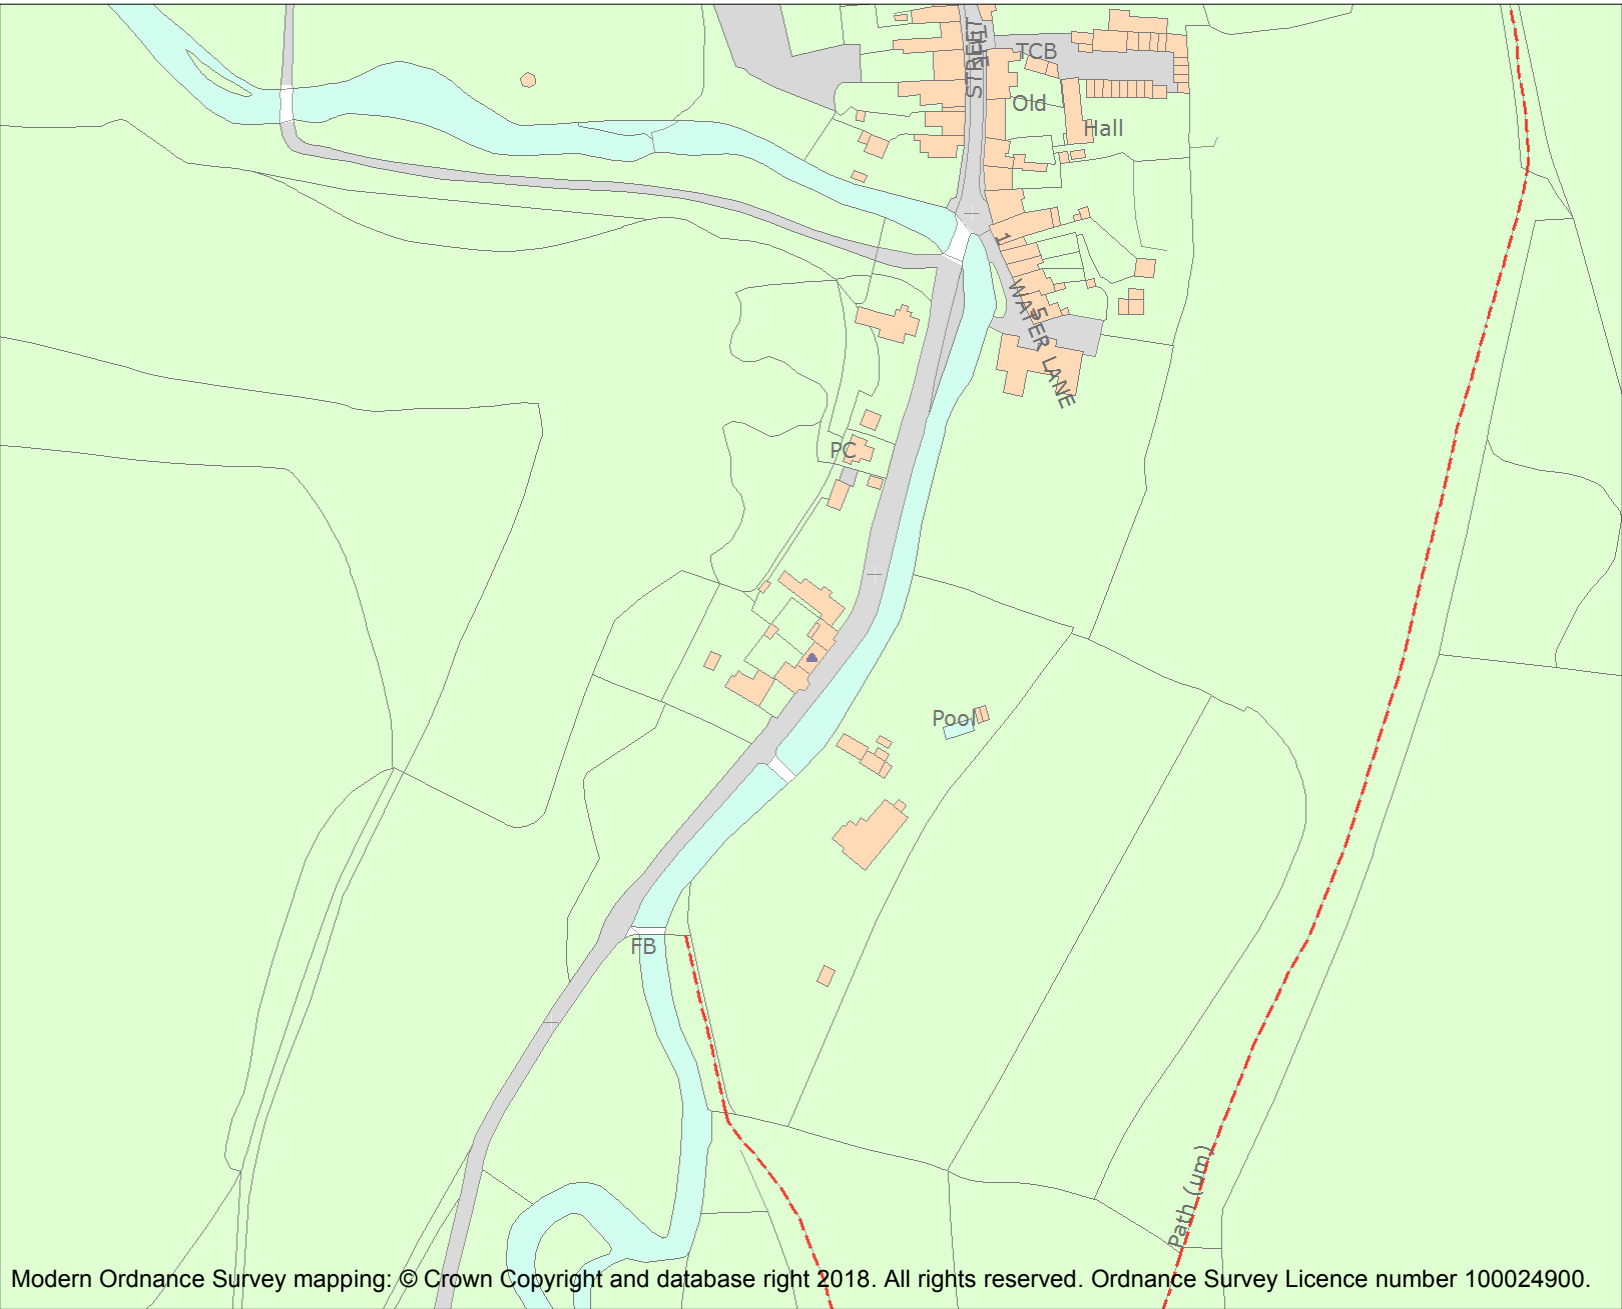 STREET
TCB
Old
Hall
1
5
WATER LANE
PC
Pool
FB
Path (um)
Modern Ordnance Survey mapping: © Crown Copyright and database right 2018. All rights reserved. Ordnance Survey Licence number 100024900.